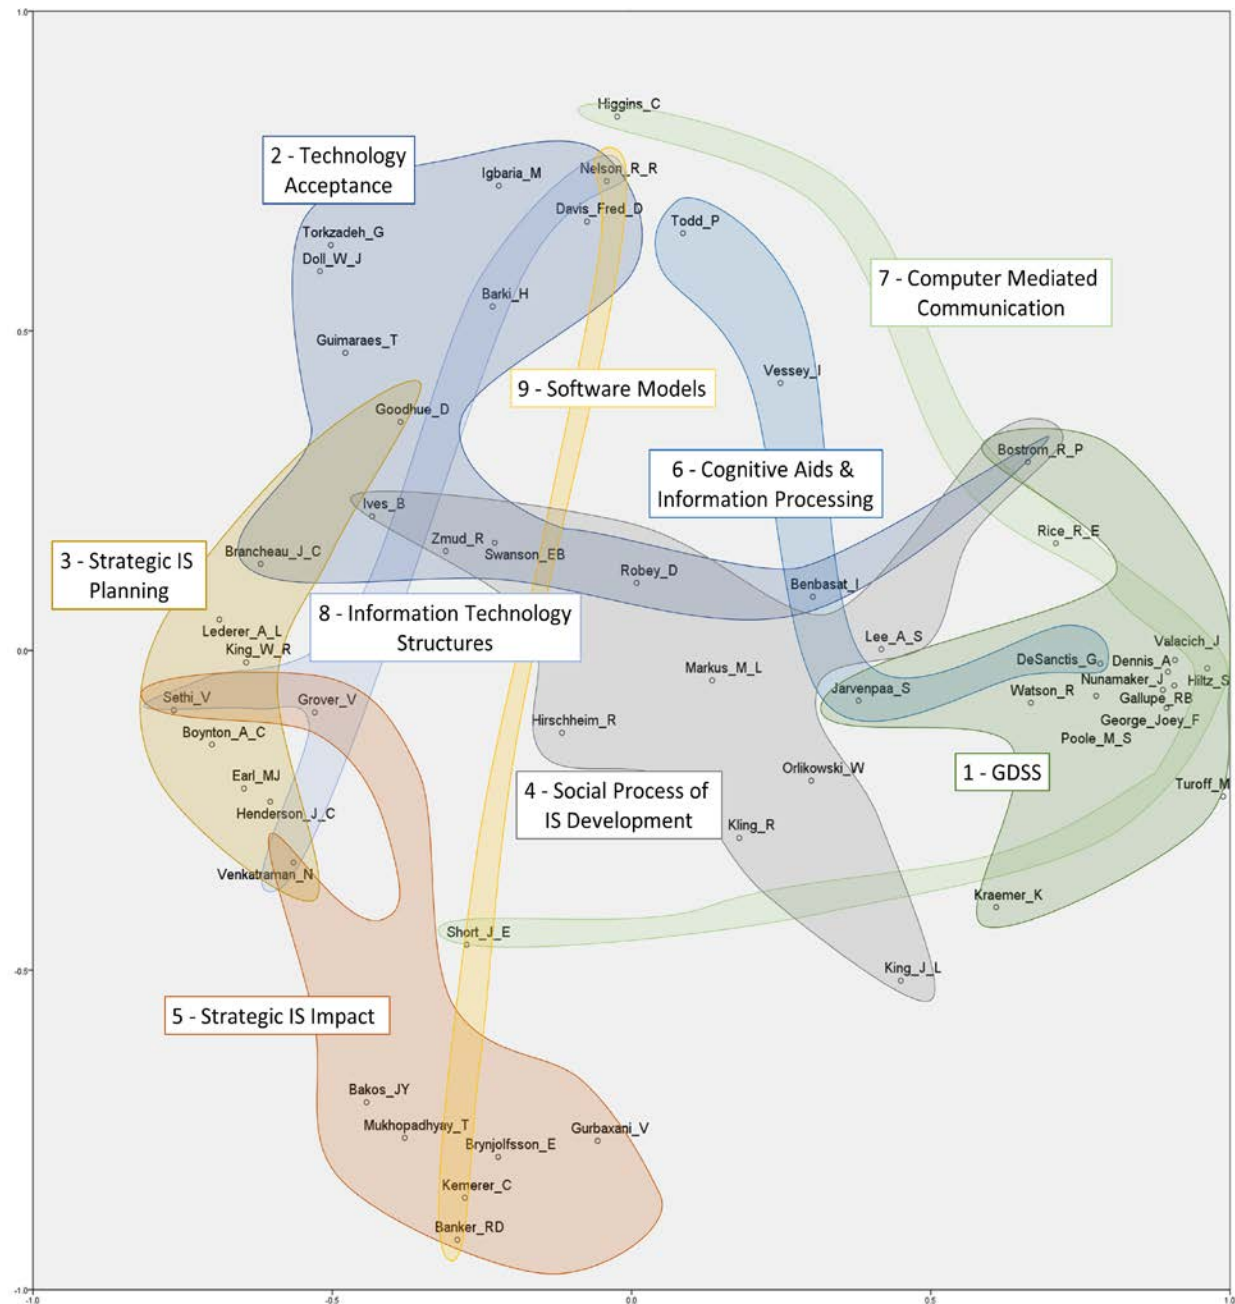 1.0
Higgins_C
2 - Technology
Acceptance
Igbaria_M
Nelson_R_R
Davis_Fred_D
Todd_P
Torkzadeh_G
Doll_W_J
7 - Computer Mediated
Communication
Barki_H
0.5
Guimaraes_T
Vessey_I
9 - Software Models
Goodhue_D
Bostrom_R_P
6 - Cognitive Aids &
Information Processing
Ives_B
Zmud_R
Swanson_EB
Rice_R_E
Brancheau_J_C
3 - Strategic IS
Planning
Robey_D
Benbasat_I
8 - Information Technology
Structures
Lederer_A_L
King_W_R
Lee_A_S
Valacich_J
0.0
Markus_M_L
DeSanctis_G
Dennis_A
Nunamaker_J
Hiltz_S
Sethi_V
Grover_V
Jarvenpaa_S
Watson_R
Gallupe_RB
George_Joey_F
Hirschheim_R
Boynton_A_C
Poole_M_S
Earl_MJ
Orlikowski_W
1 - GDSS
Turoff_M
4 - Social Process of
IS Development
Henderson_J_C
Kling_R
Venkatraman_N
Kraemer_K
Short_J_E
King_J_L
-0.5
5 - Strategic IS Impact
Bakos_JY
Mukhopadhyay_T
Brynjolfsson_E
Gurbaxani_V
Kemerer_C
Banker_RD
-1.0
-1.0
-0.5
0.0
0.5
1.0